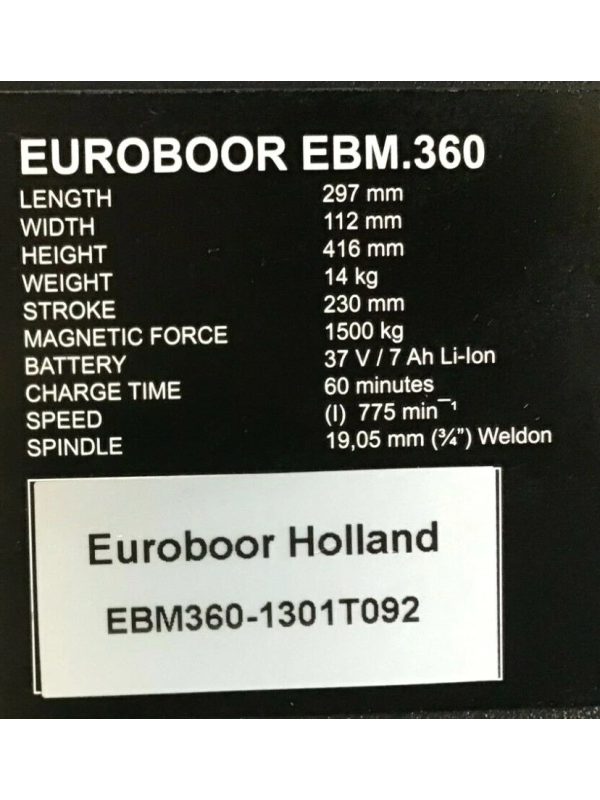 EUROBOOR EBM.360
LENGTH 297 mm
WIDTH 112 mm
HEIGHT 416 mm
WEIGHT 14 kg
STROKE 230 mm
MAGNETIC FORCE 1500 kg
BATTERY 37 V / 7 Ah Li-Ion
CHARGE TIME 60 minutes
SPEED (I) 775 min⁻¹
SPINDLE 19,05 mm (¾") Weldon
Euroboor Holland
EBM360-1301T092